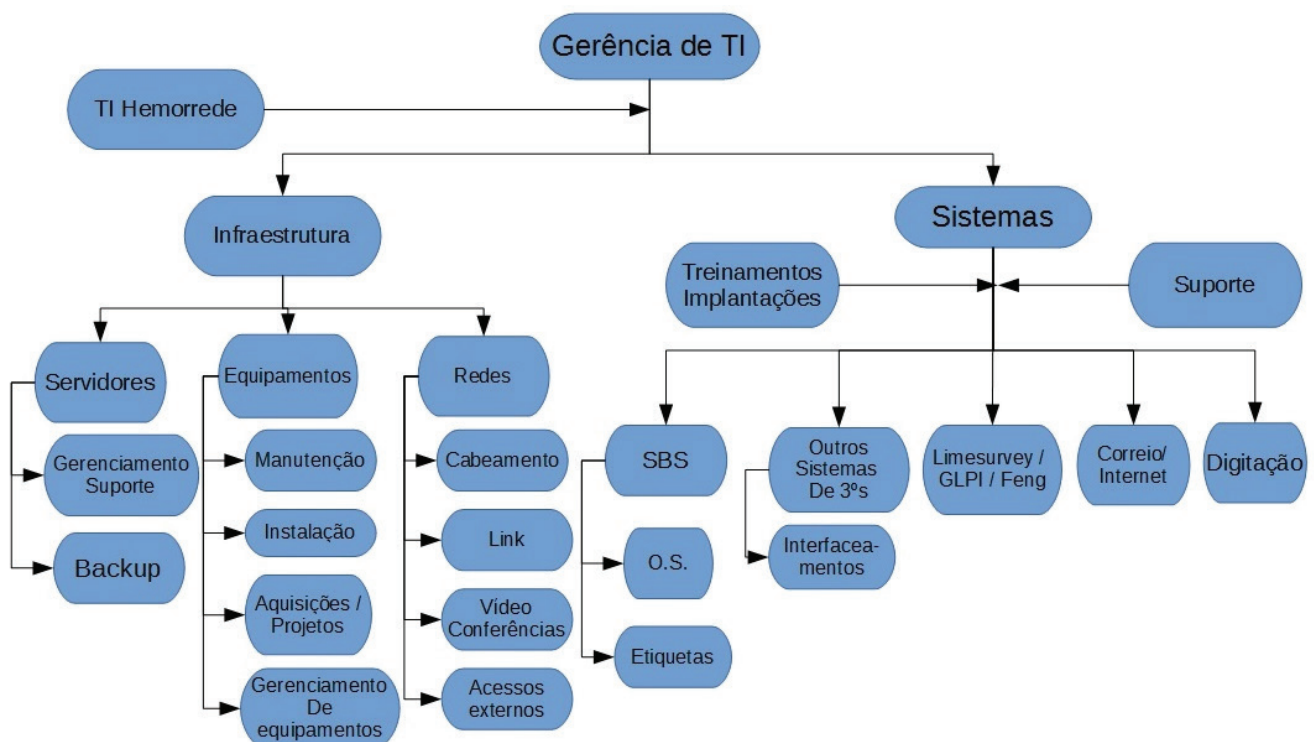 Gerência de TI
TI Hemorrede
Infraestrutura
Sistemas
Treinamentos
Implantações
Suporte
Servidores
Gerenciamento
Suporte
Backup
Equipamentos
Manutenção
Instalação
Aquisições /
Projetos
Gerenciamento
De
equipamentos
Redes
Cabeamento
Link
Vídeo
Conferências
Acessos
externos
SBS
O.S.
Etiquetas
Outros
Sistemas
De 3ºs
Interfacea-
mentos
Limesurvey /
GLPI / Feng
Correio/
Internet
Digitação